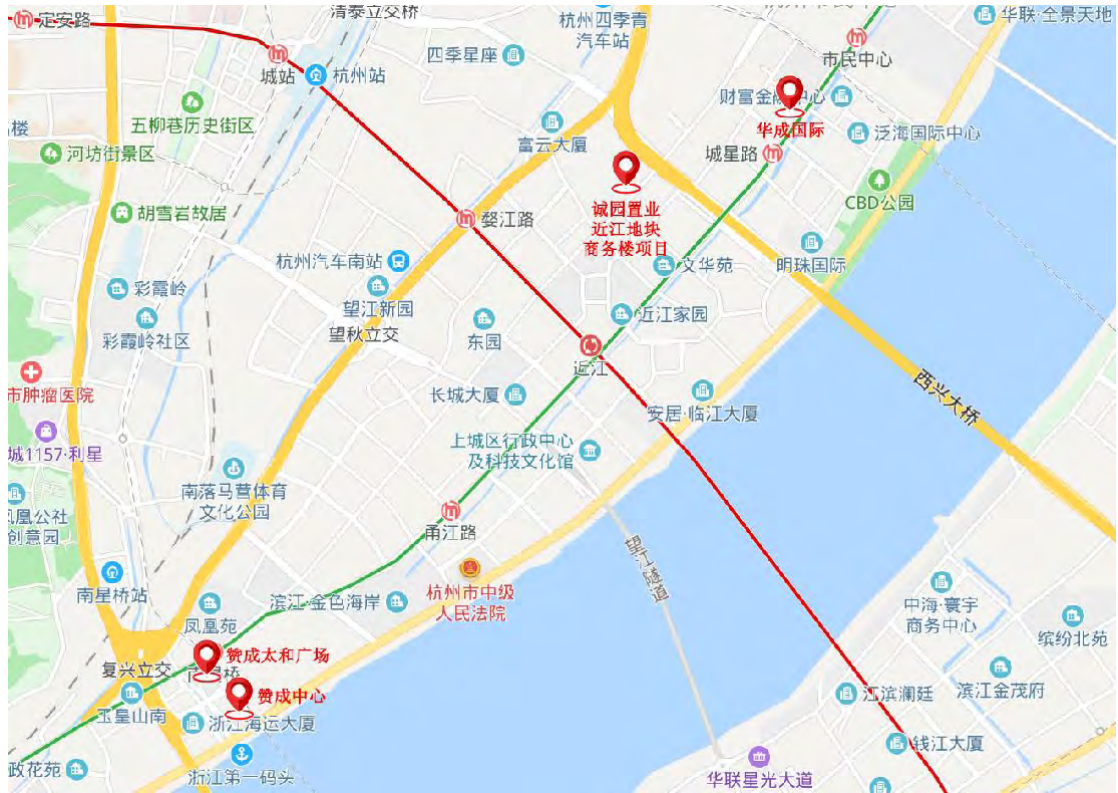 定安路
清泰立交桥
杭州四季青
汽车站
华联·全景天地
城站
杭州站
四季星座
市民中心
财富金融中心
五柳巷历史街区
华成国际
泛海国际中心
富云大厦
城星路
河坊街景区
CBD公园
胡雪岩故居
婺江路
诚园置业
近江地块
商务楼项目
杭州汽车南站
文华苑
明珠国际
彩霞岭
望江新园
近江家园
望秋立交
东园
彩霞岭社区
近江
市肿瘤医院
长城大厦
安居·临江大厦
西兴大桥
城1157·利星
上城区行政中心
及科技文化馆
南落马营体育
文化公园
凤凰公社
创意园
甬江路
望江隧道
南星桥站
滨江·金色海岸
杭州市中级
人民法院
凤凰苑
中海·寰宇
商务中心
缤纷北苑
赞成太和广场
复兴立交
赞成中心
玉皇山南
浙江海运大厦
江滨澜廷
滨江金茂府
钱江大厦
政花苑
浙江第一码头
华联星光大道